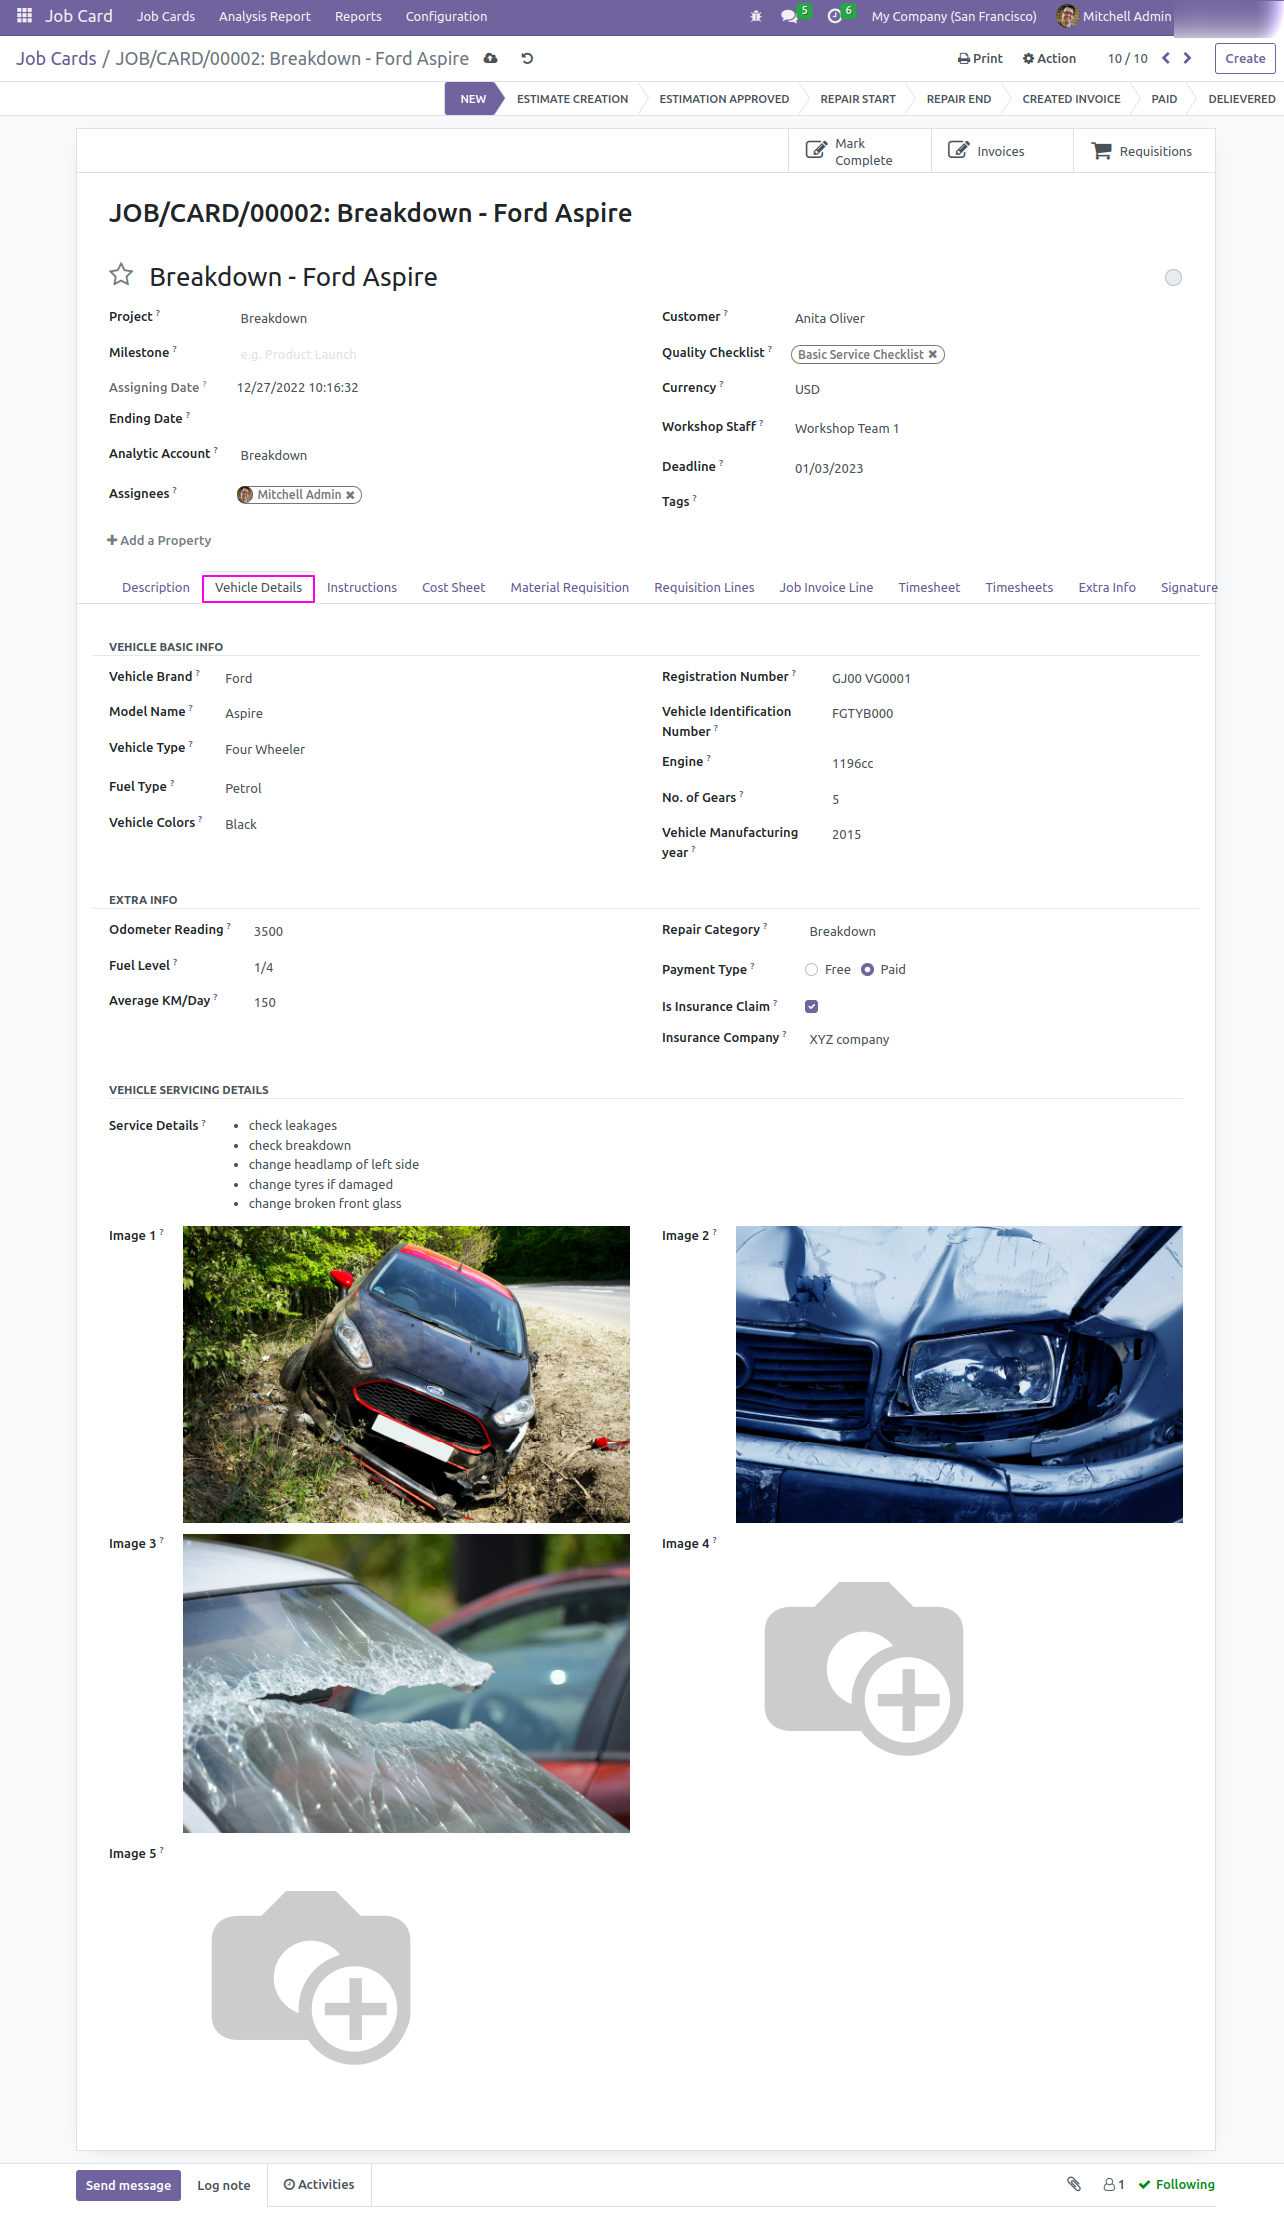 Job Card Job Cards Analysis Report Reports Configuration 5 6 My Company (San Francisco) Mitchell Admin
Job Cards / JOB/CARD/00002: Breakdown - Ford Aspire Print Action 10 / 10 Create
NEW ESTIMATE CREATION ESTIMATION APPROVED REPAIR START REPAIR END CREATED INVOICE PAID DELIEVERED
Mark Complete Invoices Requisitions
JOB/CARD/00002: Breakdown - Ford Aspire
Breakdown - Ford Aspire
Project ? Breakdown Customer ? Anita Oliver
Milestone ? e.g. Product Launch Quality Checklist ? Basic Service Checklist
Assigning Date ? 12/27/2022 10:16:32 Currency ? USD
Ending Date ? Workshop Staff ? Workshop Team 1
Analytic Account ? Breakdown Deadline ? 01/03/2023
Assignees ? Mitchell Admin Tags ?
Add a Property
Description Vehicle Details Instructions Cost Sheet Material Requisition Requisition Lines Job Invoice Line Timesheet Timesheets Extra Info Signature
VEHICLE BASIC INFO
Vehicle Brand ? Ford Registration Number ? GJ00 VG0001
Model Name ? Aspire Vehicle Identification Number ? FGTYB000
Vehicle Type ? Four Wheeler Engine ? 1196cc
Fuel Type ? Petrol No. of Gears ? 5
Vehicle Colors ? Black Vehicle Manufacturing year ? 2015
EXTRA INFO
Odometer Reading ? 3500 Repair Category ? Breakdown
Fuel Level ? 1/4 Payment Type ? Free Paid
Average KM/Day ? 150 Is Insurance Claim ?
Insurance Company ? XYZ company
VEHICLE SERVICING DETAILS
Service Details ? • check leakages
• check breakdown
• change headlamp of left side
• change tyres if damaged
• change broken front glass
Image 1 ? Image 2 ?
Image 3 ? Image 4 ?
Image 5 ?
Send message Log note Activities 1 Following